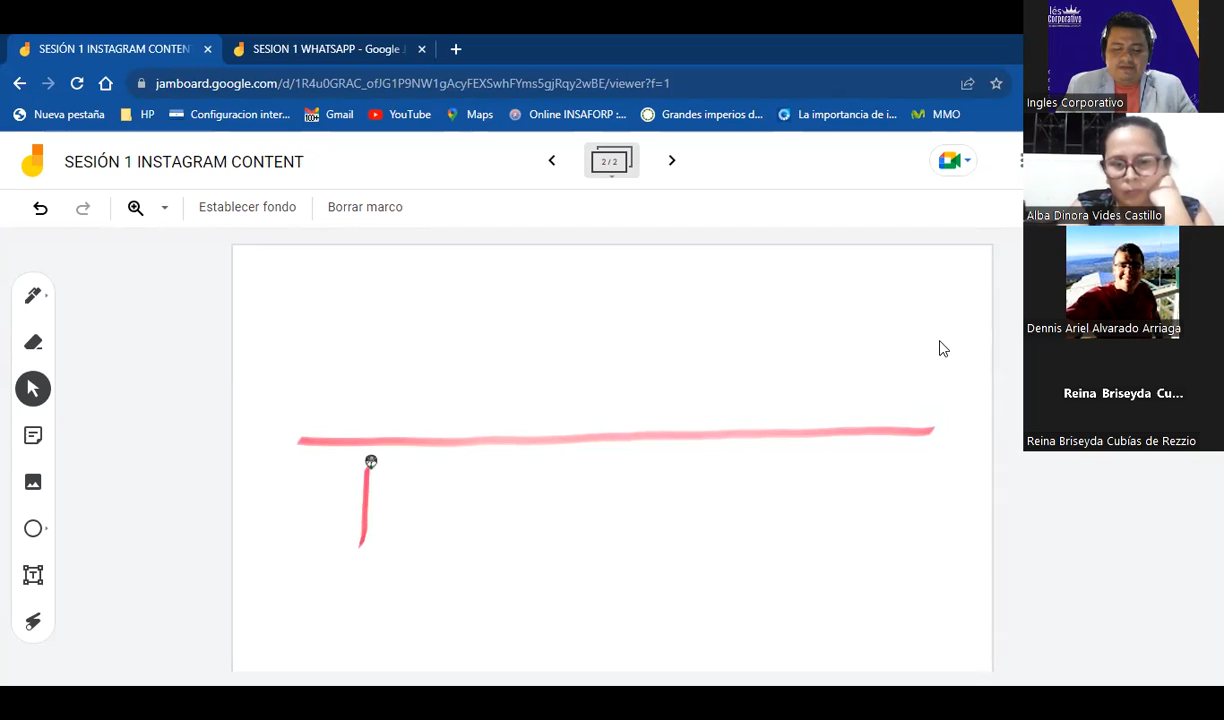 SESIÓN 1 INSTAGRAM CONTEN
SESION 1 WHATSAPP - Google J
jamboard.google.com/d/1R4u0GRAC_ofJG1P9NW1gAcyFEXSwhFYms5gjRqy2wBE/viewer?f=1
Nueva pestaña
HP
Configuracion inter...
100+
Gmail
YouTube
Maps
Online INSAFORP :...
Grandes imperios d...
La importancia de i...
MMO
SESIÓN 1 INSTAGRAM CONTENT
2 / 2
Establecer fondo
Borrar marco
lés
Corporativo
Ingles Corporativo
Alba Dinora Vides Castillo
Dennis Ariel Alvarado Arriaga
Reina Briseyda Cu...
Reina Briseyda Cubías de Rezzio